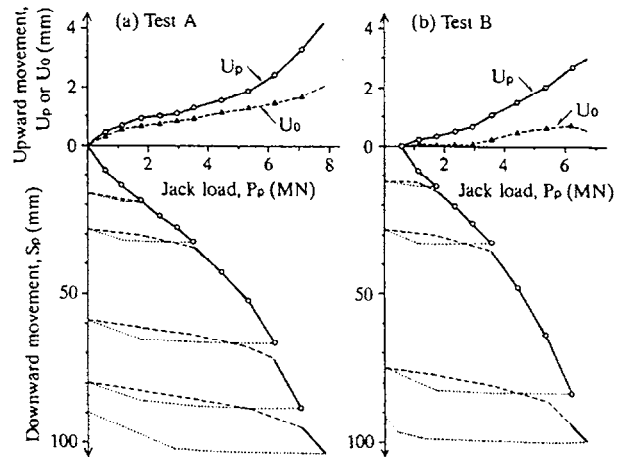 (a) Test A
(b) Test B
Upward movement,
Uₚ or U₀ (mm)
4
2
0
Uₚ
U₀
2
4
6
8
Jack load, Pₚ (MN)
4
2
0
Uₚ
U₀
2
4
6
Jack load, Pₚ (MN)
Downward movement, Sₚ (mm)
50
100
50
100